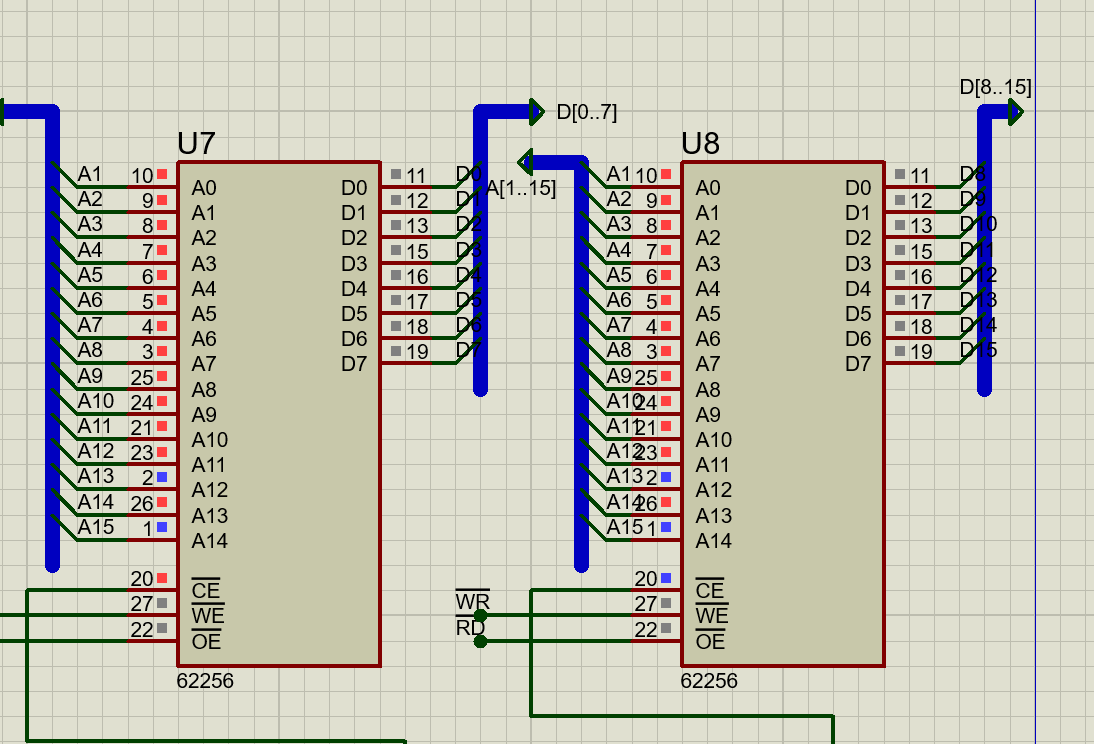 D[8..15]
D[0..7]
U7
U8
A1 10 A0 D0 11 D0
A2 9 A1 D1 12 D1
A3 8 A2 D2 13 D2
A4 7 A3 D3 15 D3
A5 6 A4 D4 16 D4
A6 5 A5 D5 17 D5
A7 4 A6 D6 18 D6
A8 3 A7 D7 19 D7
A9 25 A8
A10 24 A9
A11 21 A10
A12 23 A11
A13 2 A12
A14 26 A13
A15 1 A14
20 CE
27 WE
22 OE
62256
A[1..15]
A1 10 A0 D0 11 D8
A2 9 A1 D1 12 D9
A3 8 A2 D2 13 D10
A4 7 A3 D3 15 D11
A5 6 A4 D4 16 D12
A6 5 A5 D5 17 D13
A7 4 A6 D6 18 D14
A8 3 A7 D7 19 D15
A9 25 A8
A10 24 A9
A11 21 A10
A12 23 A11
A13 2 A12
A14 26 A13
A15 1 A14
20 CE
WR 27 WE
RD 22 OE
62256